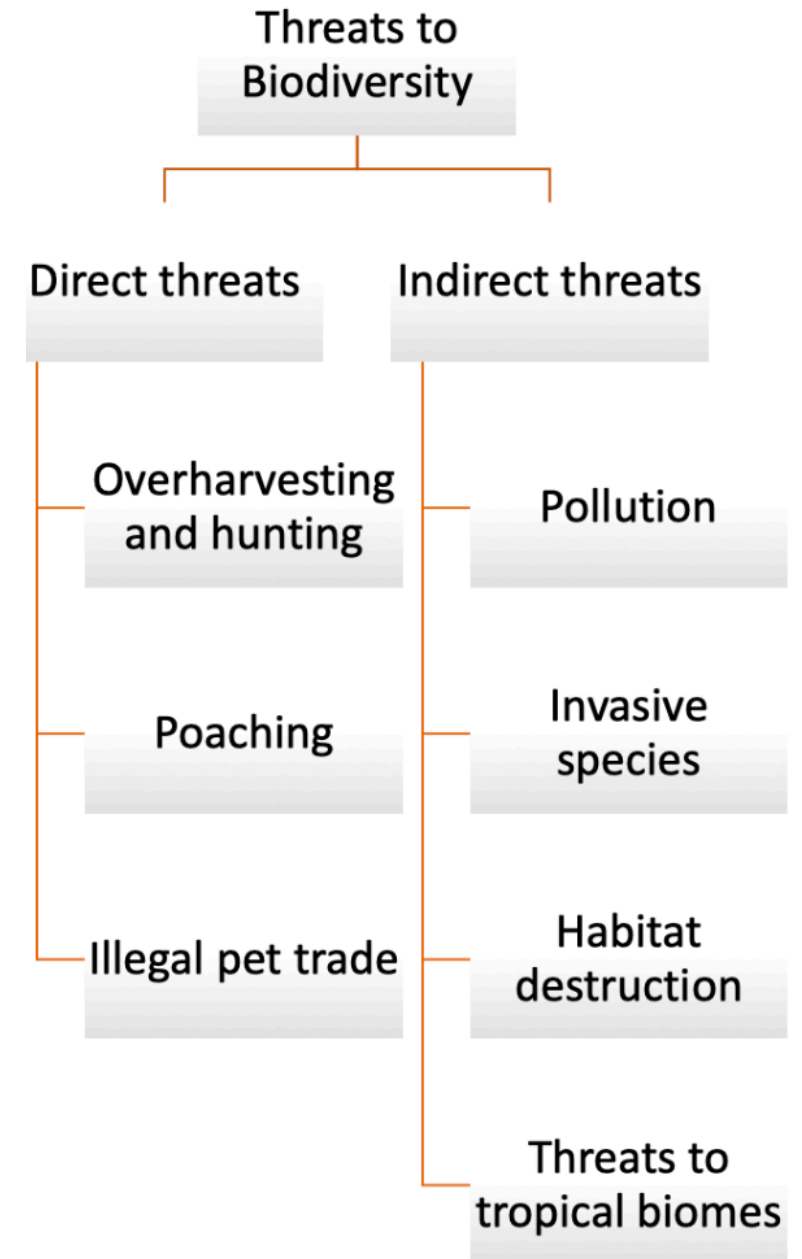 Threats to
Biodiversity
Direct threats
Overharvesting
and hunting
Poaching
Illegal pet trade
Indirect threats
Pollution
Invasive
species
Habitat
destruction
Threats to
tropical biomes